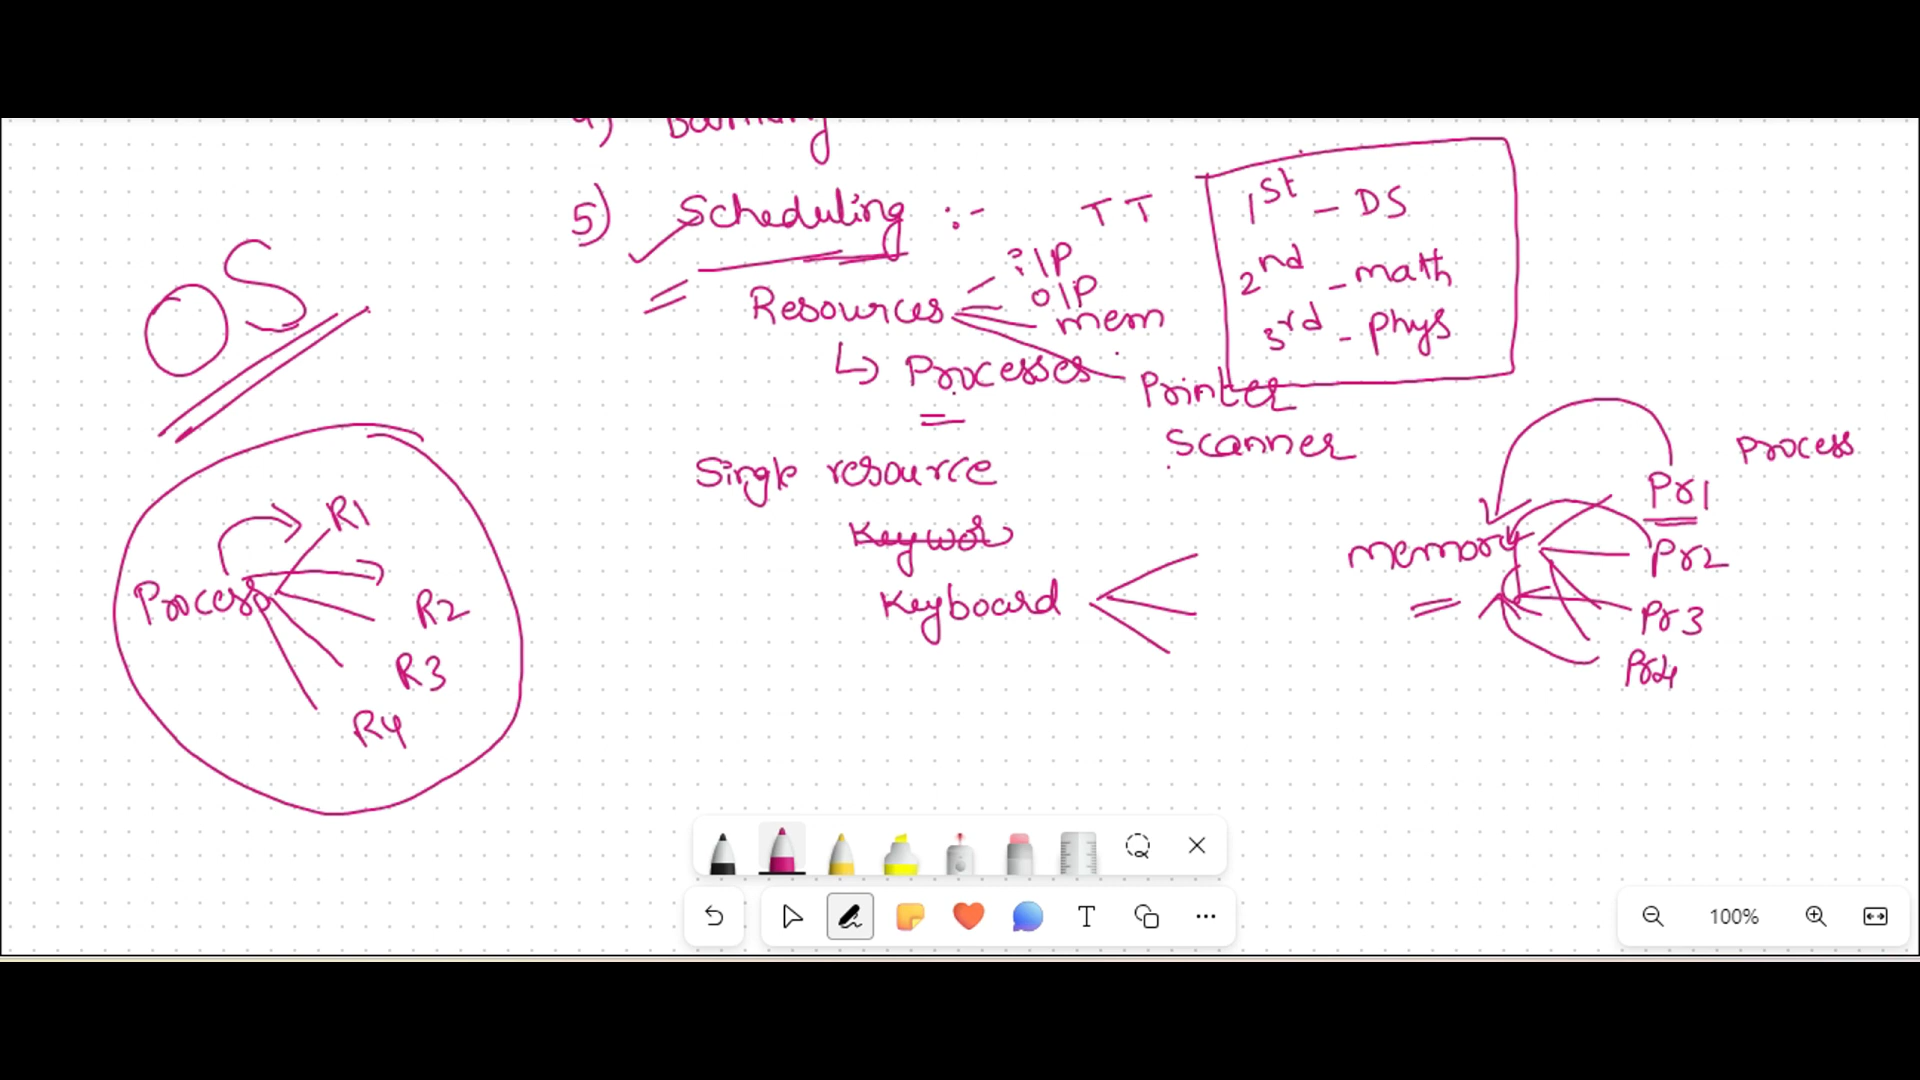 5) Scheduling :- TT
1st - DS
2nd - math
3rd - phys
OS
Resources
i/P
o/P
mem
↳ Processes
Printer
Scanner
Single resource
Keyboard
Process
R1
R2
R3
R4
memory
Process
Pr1
Pr2
Pr3
Pr4
T
100%